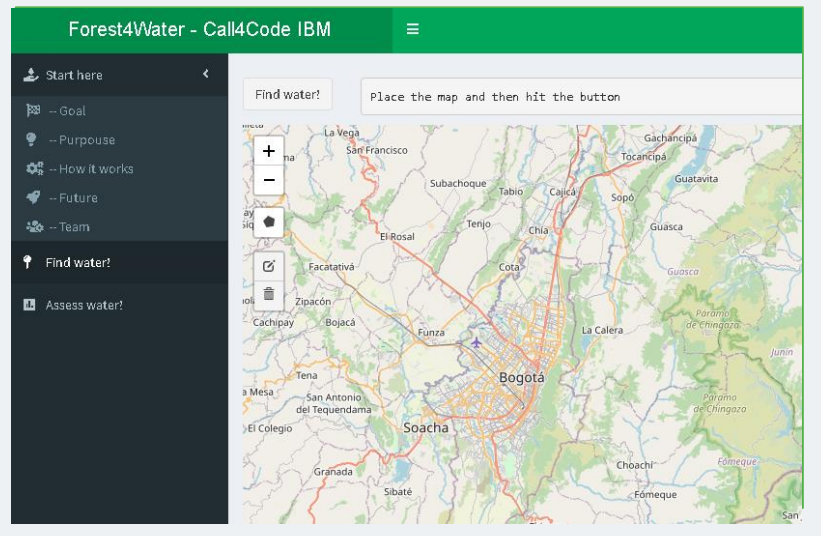 Forest4Water - Call4Code IBM
Start here
-- Goal
-- Purpouse
-- How it works
-- Future
-- Team
Find water!
Assess water!
Find water!
Place the map and then hit the button
La Vega
Gachancipá
San Francisco
Tocancipá
Subachoque
Tabio
Cajicá
Guatavita
Sopó
Tenjo
Chía
Guasca
El Rosal
Facatativá
Cota
Guasca
Zipacón
Cachipay
Bojacá
Funza
La Calera
Páramo
de Chingaza
Junín
Tena
Bogotá
a Mesa
San Antonio
del Tequendama
Páramo
de Chingaza
El Colegio
Soacha
Granada
Choachí
Fómeque
Sibaté
Fómeque
San